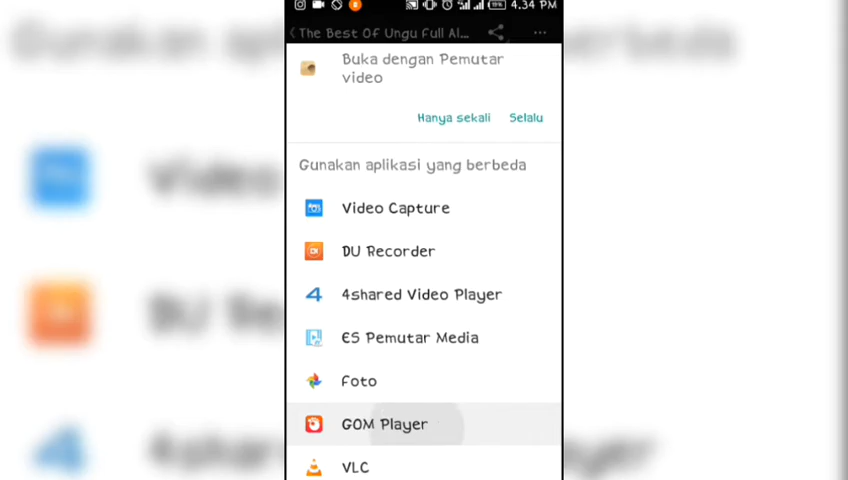 4.34 PM
The Best Of Ungu Full Al...
Buka dengan Pemutar
video
Hanya sekali Selalu
Gunakan aplikasi yang berbeda
Video Capture
DU Recorder
4shared Video Player
ES Pemutar Media
Foto
GOM Player
VLC